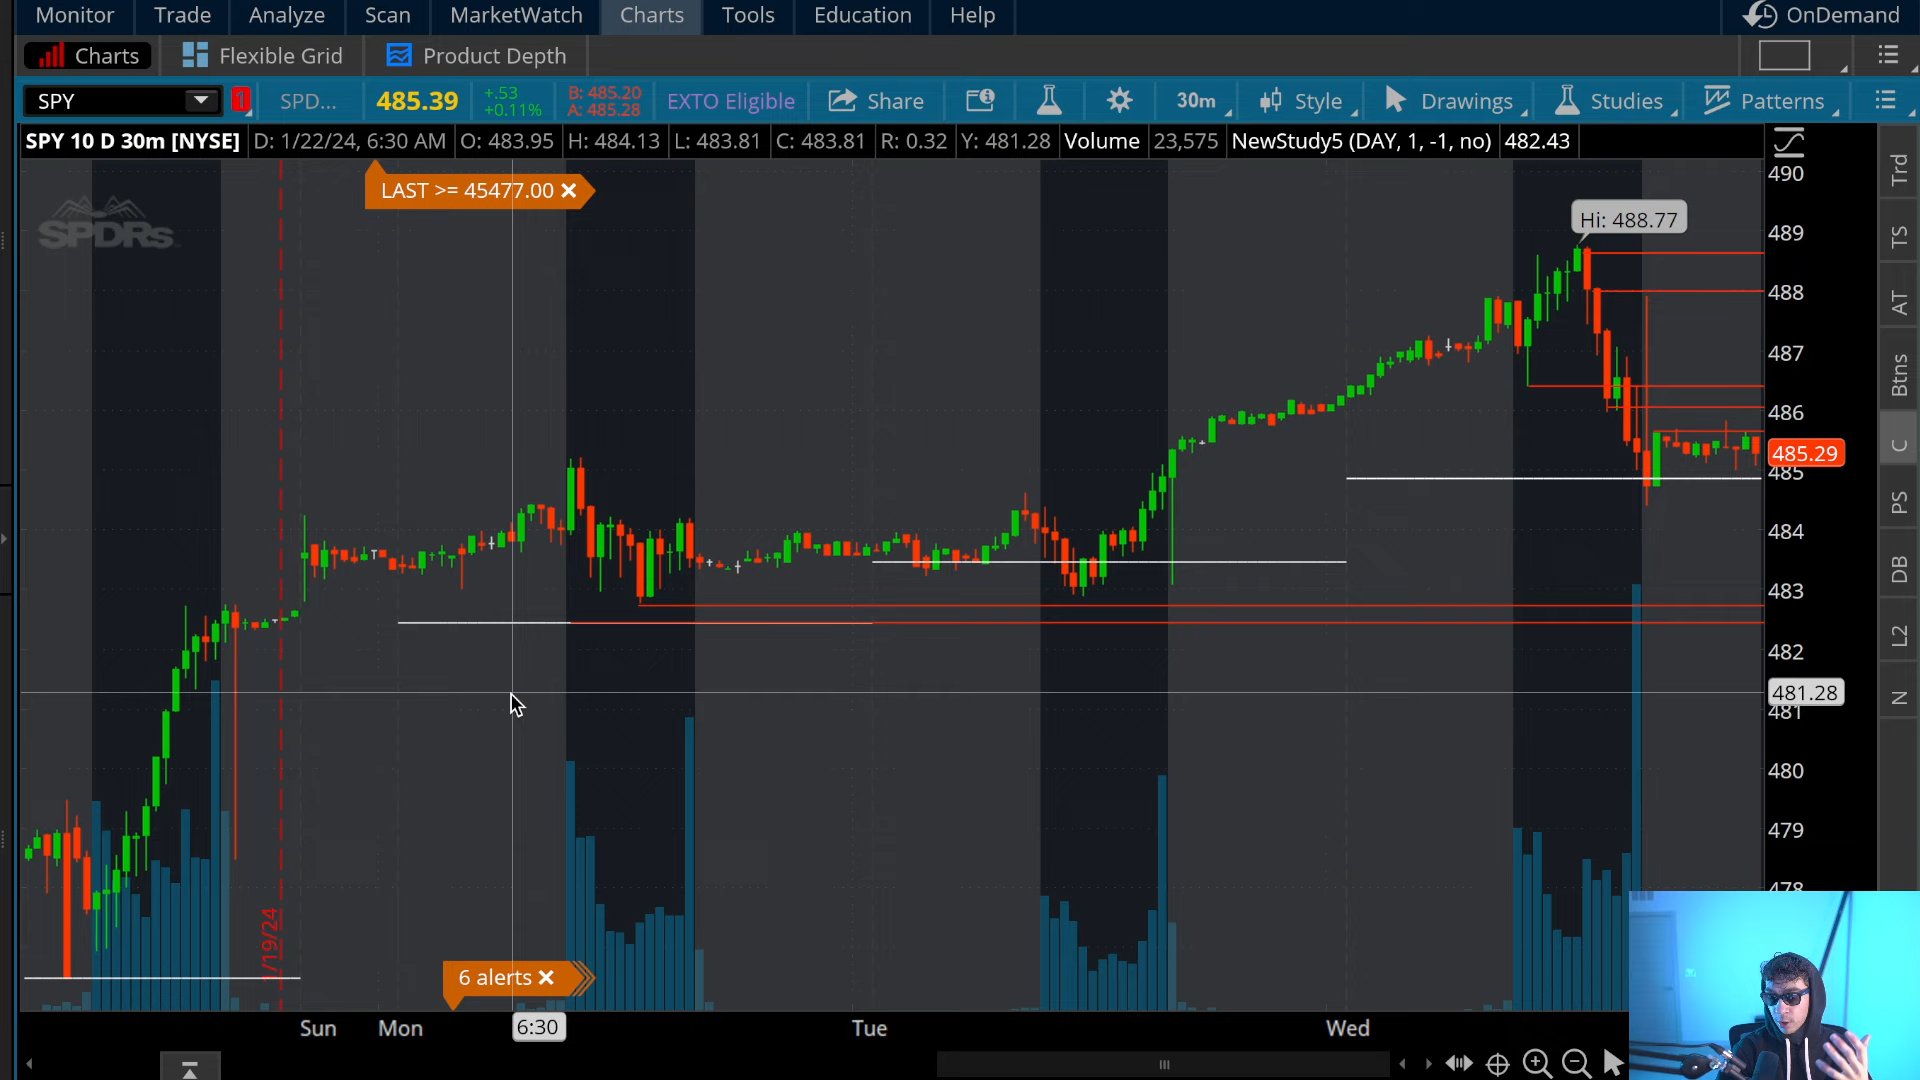 Monitor Trade Analyze Scan MarketWatch Charts Tools Education Help OnDemand
Charts Flexible Grid Product Depth
SPY 1 SPD... 485.39 +.53 +0.11% B: 485.20 A: 485.28 EXTO Eligible Share 30m Style Drawings Studies Patterns
SPY 10 D 30m [NYSE] D: 1/22/24, 6:30 AM O: 483.95 H: 484.13 L: 483.81 C: 483.81 R: 0.32 Y: 481.28 Volume 23,575 NewStudy5 (DAY, 1, -1, no) 482.43
LAST >= 45477.00
SPDRs
Hi: 488.77
490
489
488
487
486
485.29
485
484
483
482
481.28
481
480
479
478
Trd
TS
AT
Btns
C
PS
DB
L2
N
1/19/24
6 alerts
Sun Mon 6:30 Tue Wed